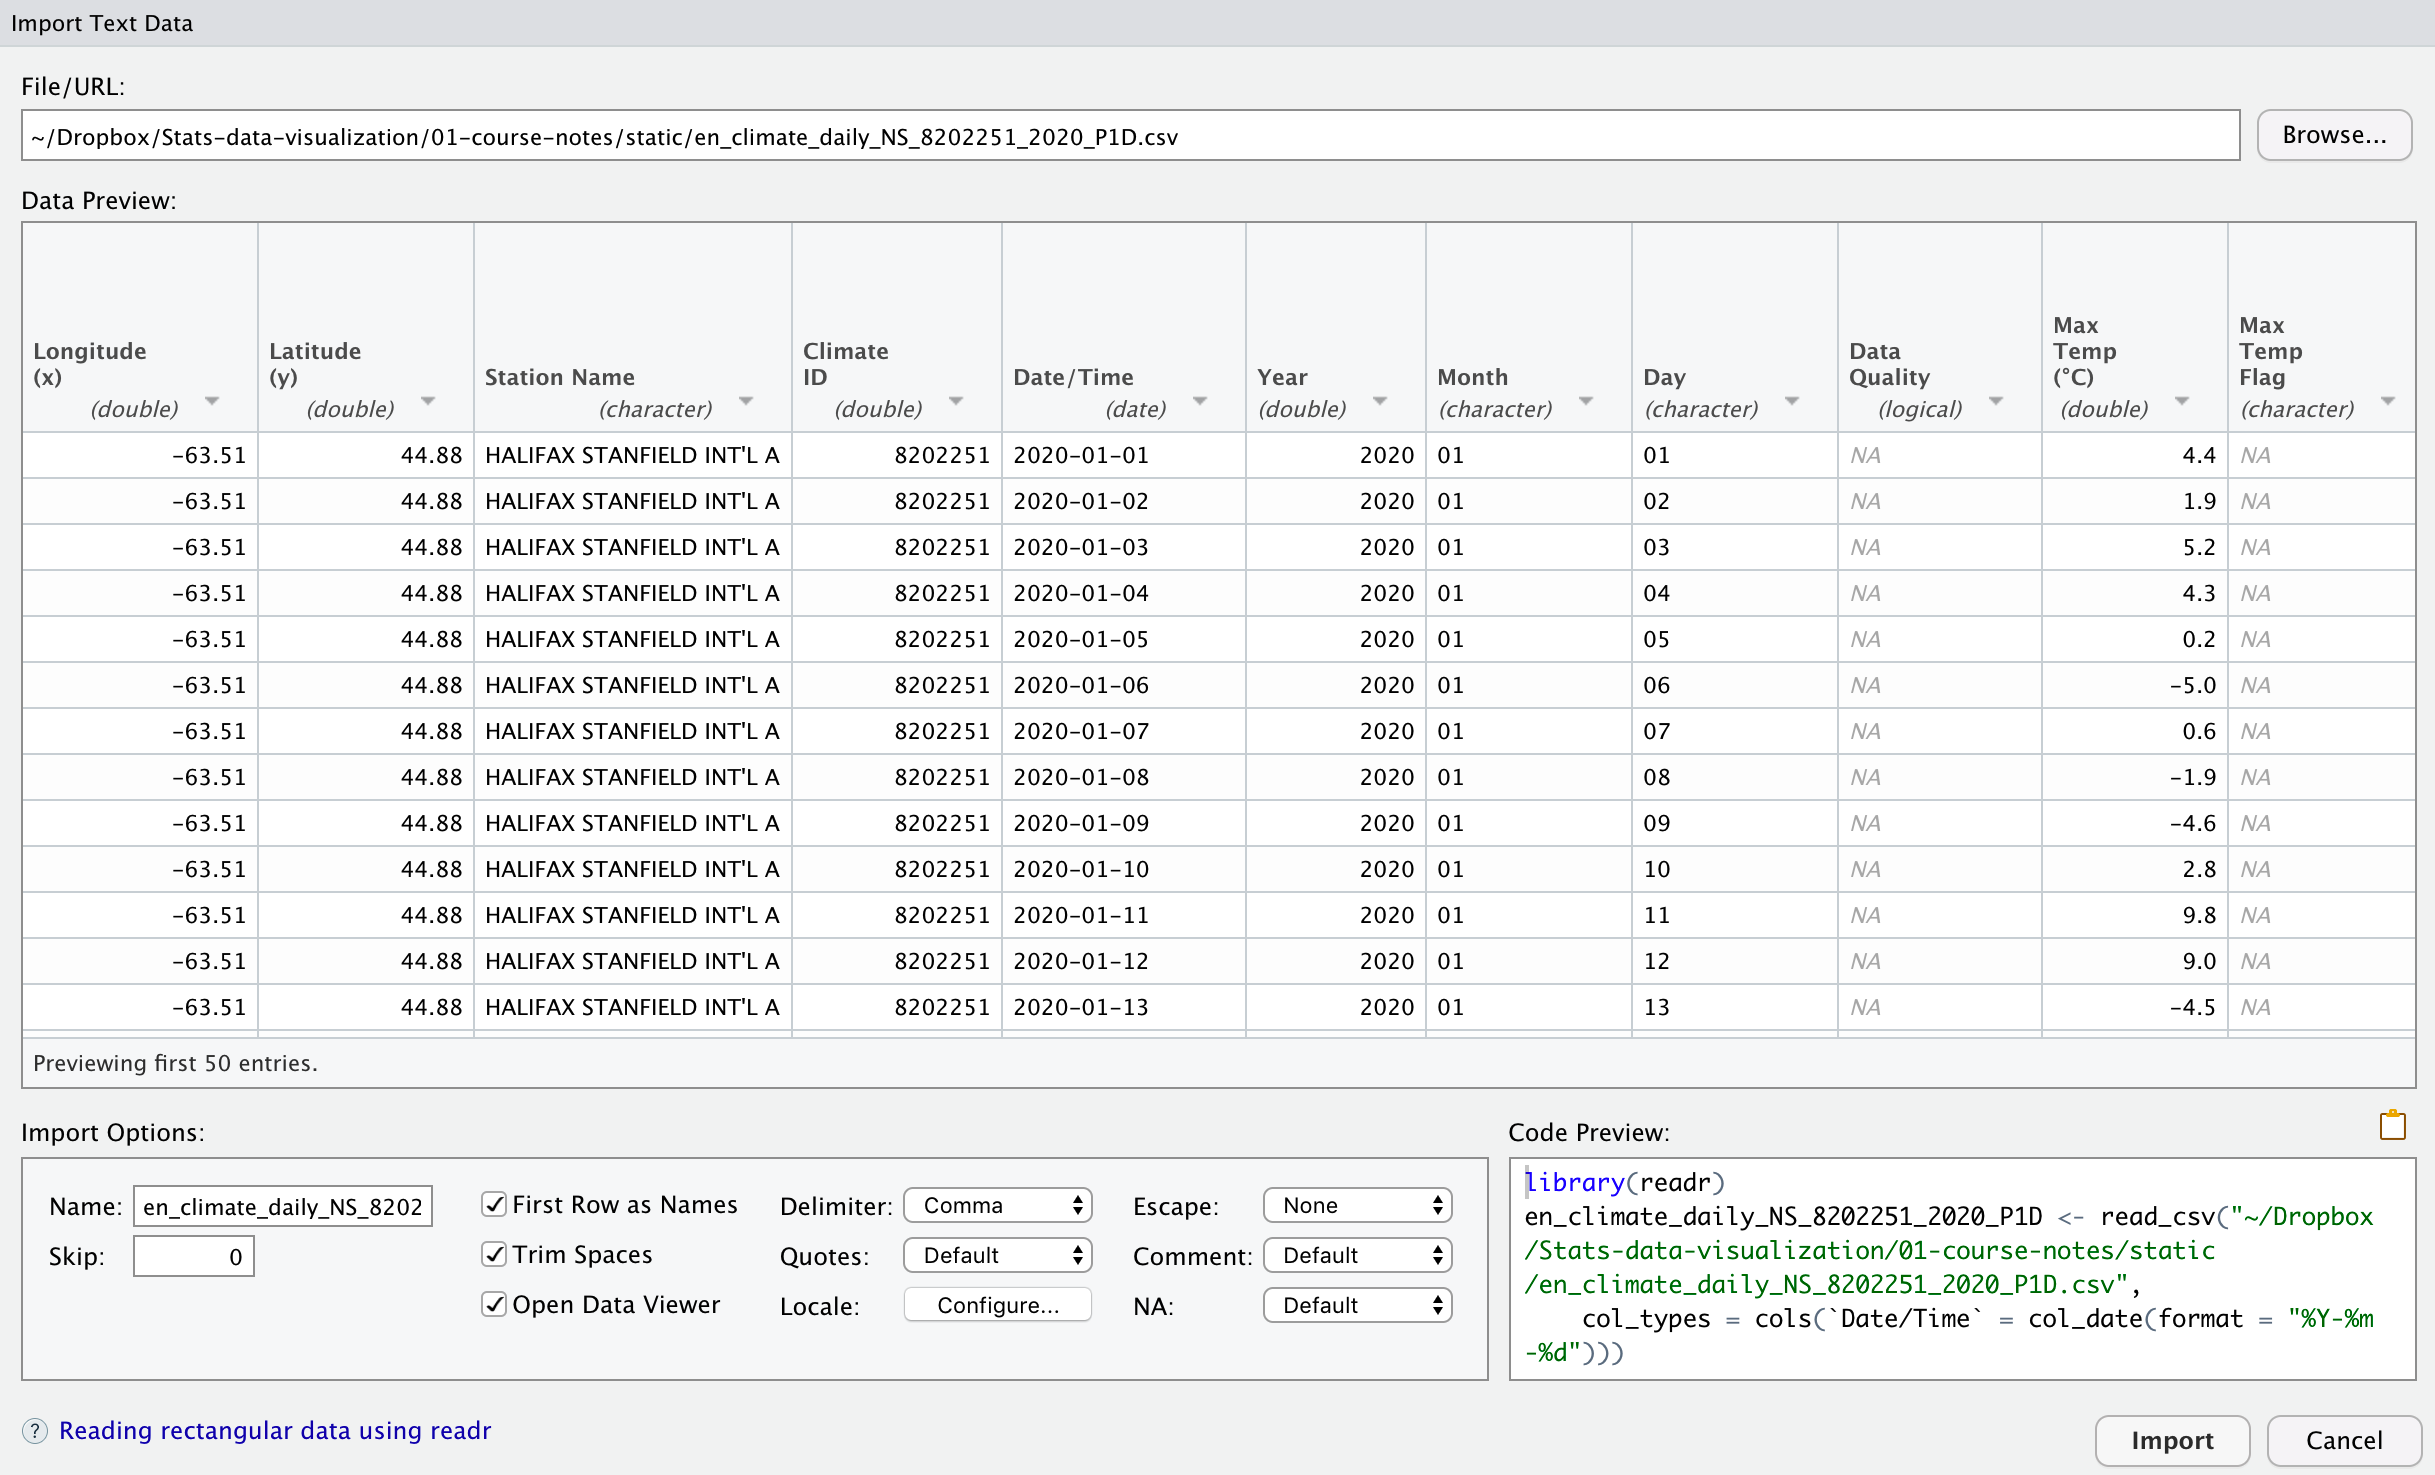 Import Text Data
File/URL:
~/Dropbox/Stats-data-visualization/01-course-notes/static/en_climate_daily_NS_8202251_2020_P1D.csv
Browse...
Data Preview:
Longitude (x) (double) Latitude (y) (double) Station Name (character) Climate ID (double) Date/Time (date) Year (double) Month (character) Day (character) Data Quality (logical) Max Temp (°C) (double) Max Temp Flag (character)
-63.51 44.88 HALIFAX STANFIELD INT'L A 8202251 2020-01-01 2020 01 01 NA 4.4 NA
-63.51 44.88 HALIFAX STANFIELD INT'L A 8202251 2020-01-02 2020 01 02 NA 1.9 NA
-63.51 44.88 HALIFAX STANFIELD INT'L A 8202251 2020-01-03 2020 01 03 NA 5.2 NA
-63.51 44.88 HALIFAX STANFIELD INT'L A 8202251 2020-01-04 2020 01 04 NA 4.3 NA
-63.51 44.88 HALIFAX STANFIELD INT'L A 8202251 2020-01-05 2020 01 05 NA 0.2 NA
-63.51 44.88 HALIFAX STANFIELD INT'L A 8202251 2020-01-06 2020 01 06 NA -5.0 NA
-63.51 44.88 HALIFAX STANFIELD INT'L A 8202251 2020-01-07 2020 01 07 NA 0.6 NA
-63.51 44.88 HALIFAX STANFIELD INT'L A 8202251 2020-01-08 2020 01 08 NA -1.9 NA
-63.51 44.88 HALIFAX STANFIELD INT'L A 8202251 2020-01-09 2020 01 09 NA -4.6 NA
-63.51 44.88 HALIFAX STANFIELD INT'L A 8202251 2020-01-10 2020 01 10 NA 2.8 NA
-63.51 44.88 HALIFAX STANFIELD INT'L A 8202251 2020-01-11 2020 01 11 NA 9.8 NA
-63.51 44.88 HALIFAX STANFIELD INT'L A 8202251 2020-01-12 2020 01 12 NA 9.0 NA
-63.51 44.88 HALIFAX STANFIELD INT'L A 8202251 2020-01-13 2020 01 13 NA -4.5 NA
Previewing first 50 entries.
Import Options:
Name: en_climate_daily_NS_8202
Skip: 0
First Row as Names
Trim Spaces
Open Data Viewer
Delimiter: Comma
Quotes: Default
Locale: Configure...
Escape: None
Comment: Default
NA: Default
Code Preview:
library(readr)
en_climate_daily_NS_8202251_2020_P1D <- read_csv("~/Dropbox
/Stats-data-visualization/01-course-notes/static
/en_climate_daily_NS_8202251_2020_P1D.csv",
    col_types = cols(`Date/Time` = col_date(format = "%Y-%m
-%d")))
? Reading rectangular data using readr
Import
Cancel